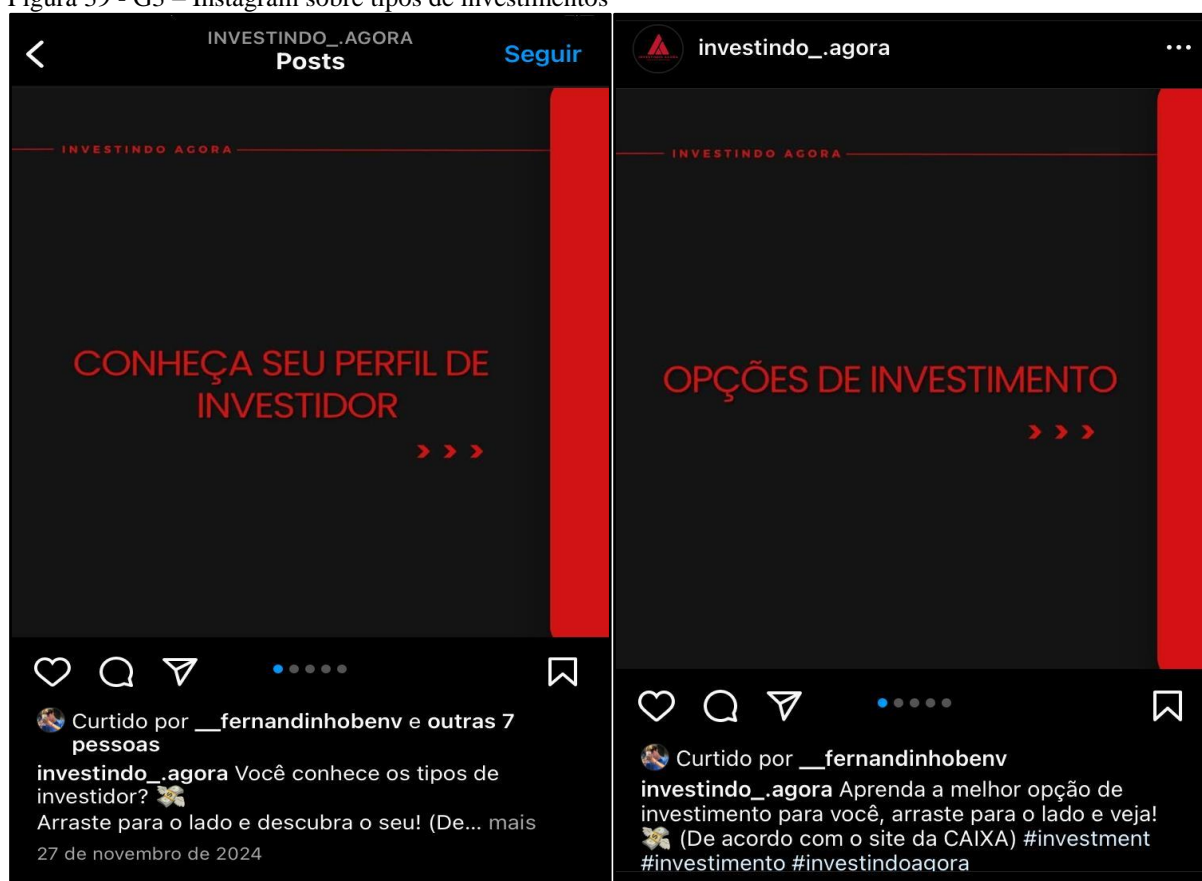 Figura 39 - G3 – Instagram sobre tipos de investimentos
INVESTINDO_.AGORA
Posts
Seguir
INVESTINDO AGORA
CONHEÇA SEU PERFIL DE
INVESTIDOR
Curtido por __fernandinhobenv e outras 7
pessoas
investindo_.agora Você conhece os tipos de
investidor? 💸
Arraste para o lado e descubra o seu! (De... mais
27 de novembro de 2024
investindo_.agora
INVESTINDO AGORA
OPÇÕES DE INVESTIMENTO
Curtido por __fernandinhobenv
investindo_.agora Aprenda a melhor opção de
investimento para você, arraste para o lado e veja!
💸 (De acordo com o site da CAIXA) #investment
#investimento #investindoagora